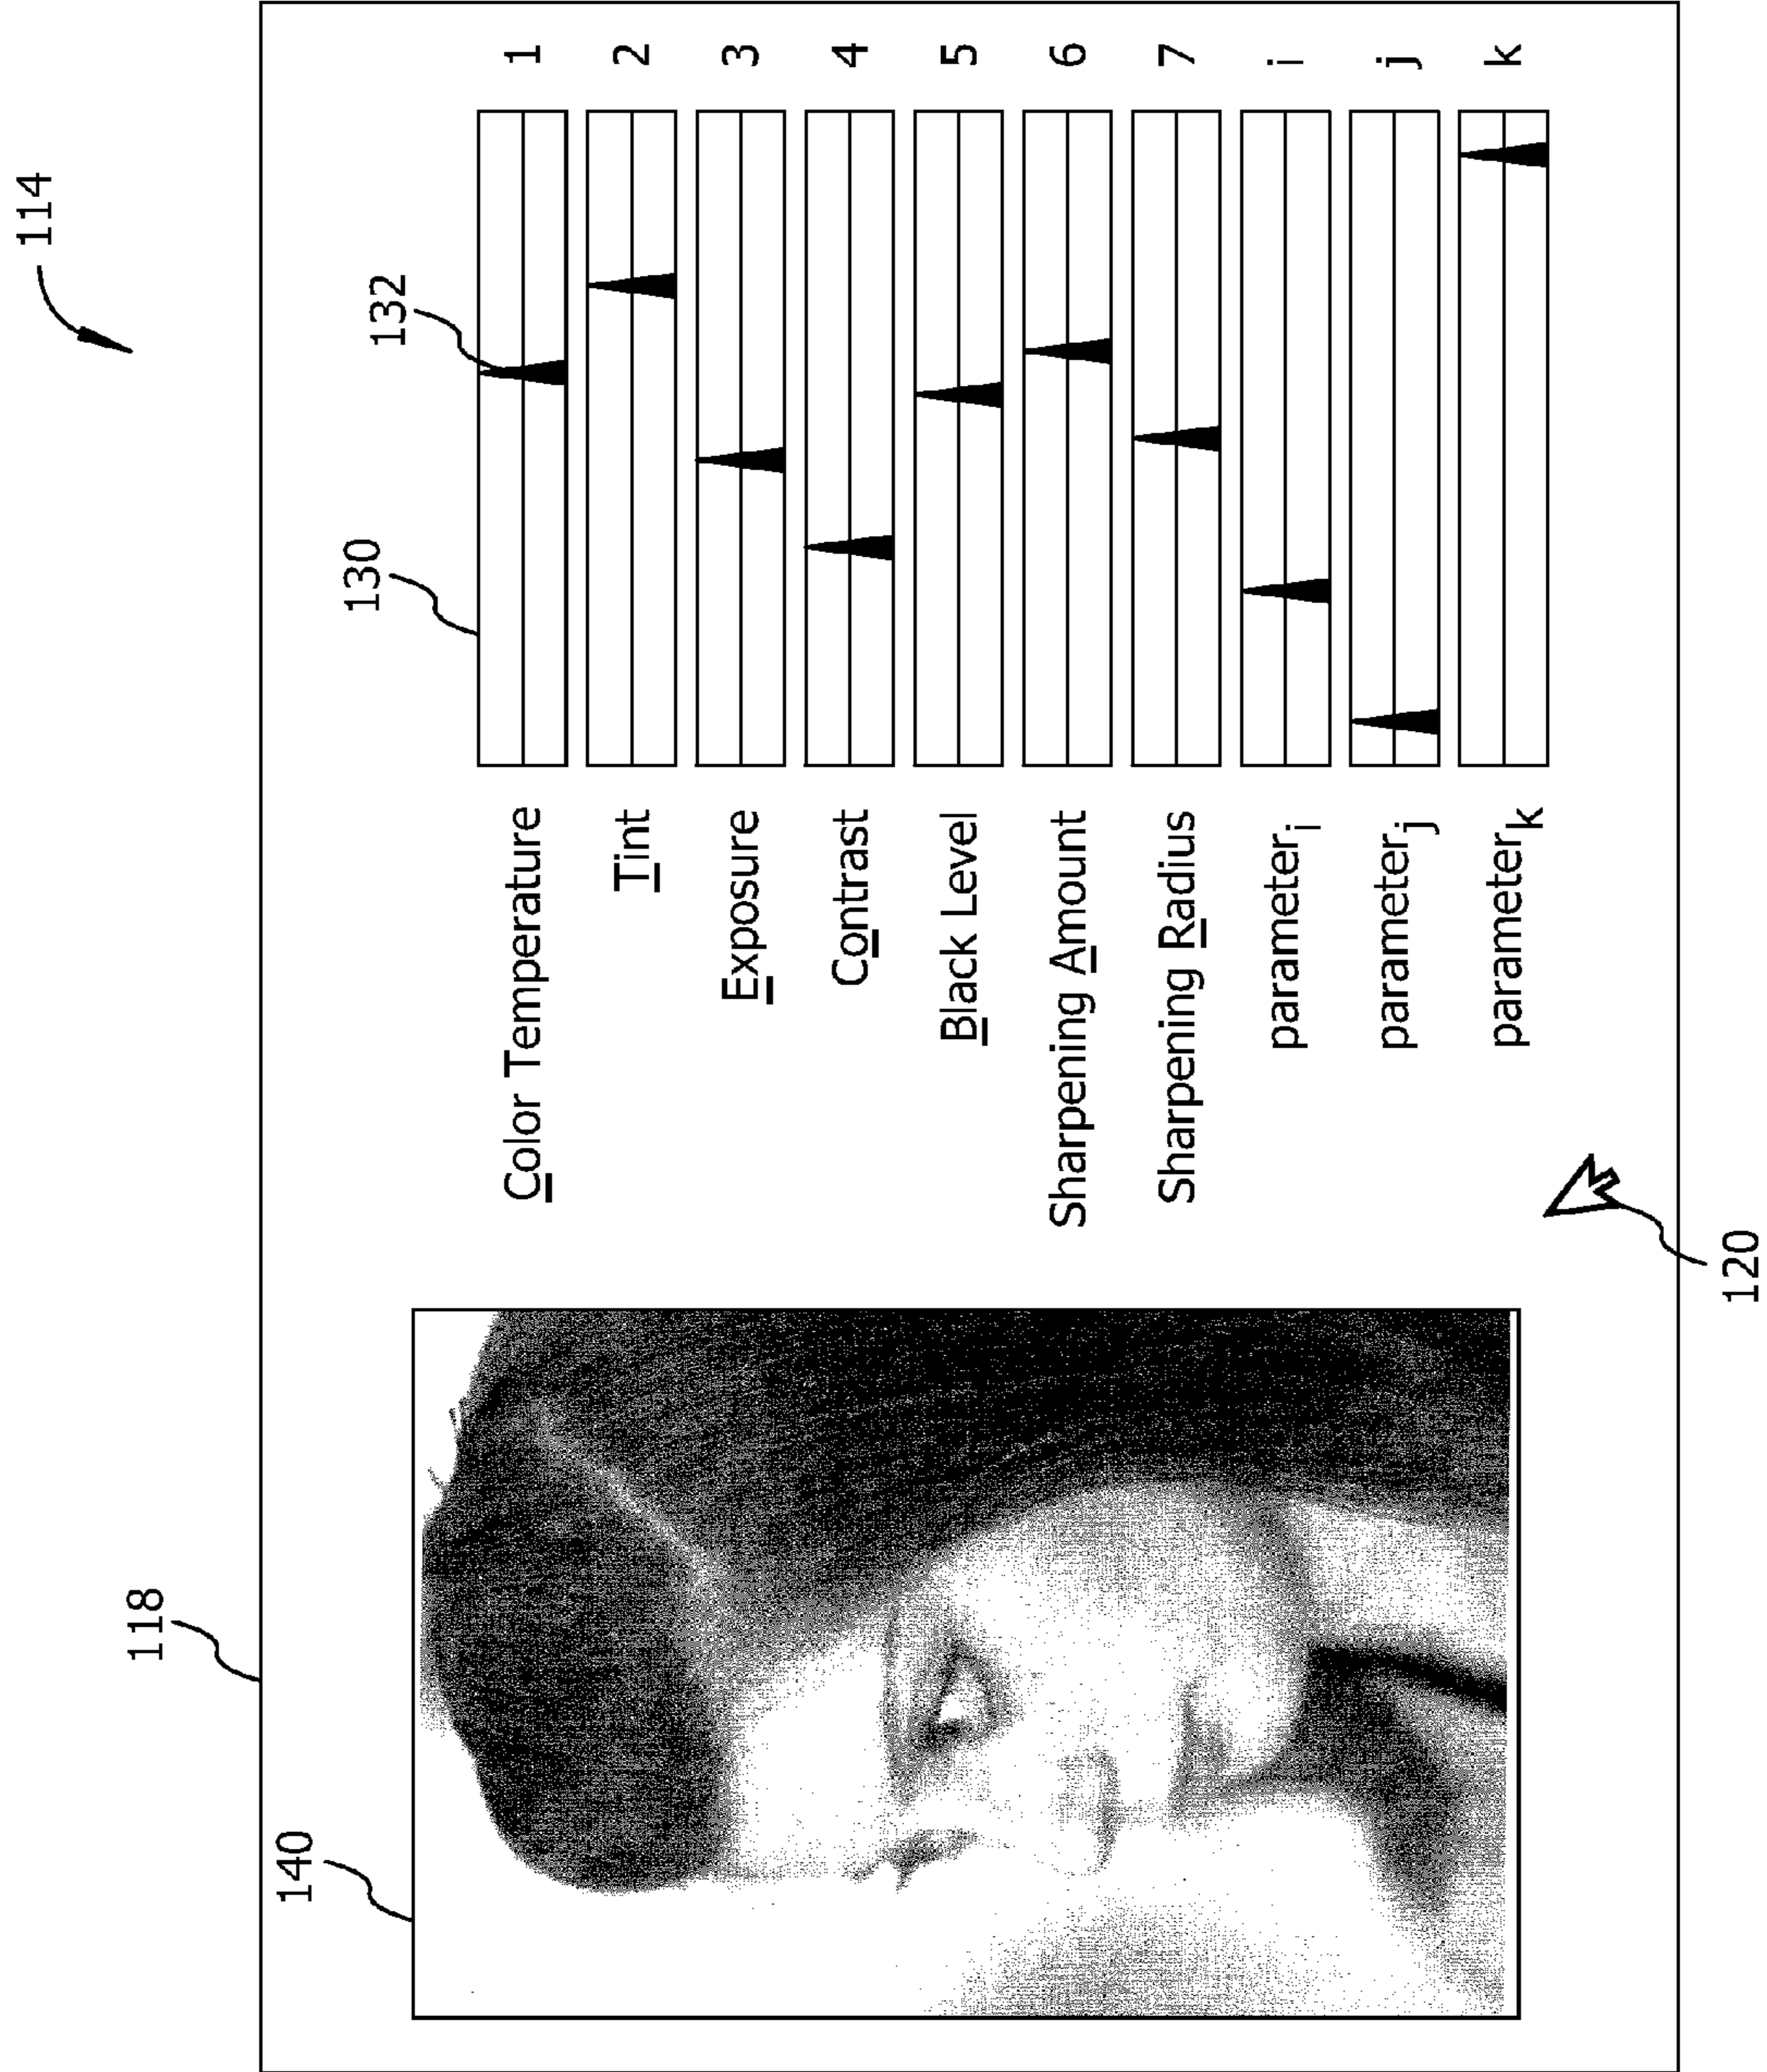 114
118
140
130
132
Color Temperature 1
Tint 2
Exposure 3
Contrast 4
Black Level 5
Sharpening Amount 6
Sharpening Radius 7
parameteri i
parameterj j
parameterk k
120